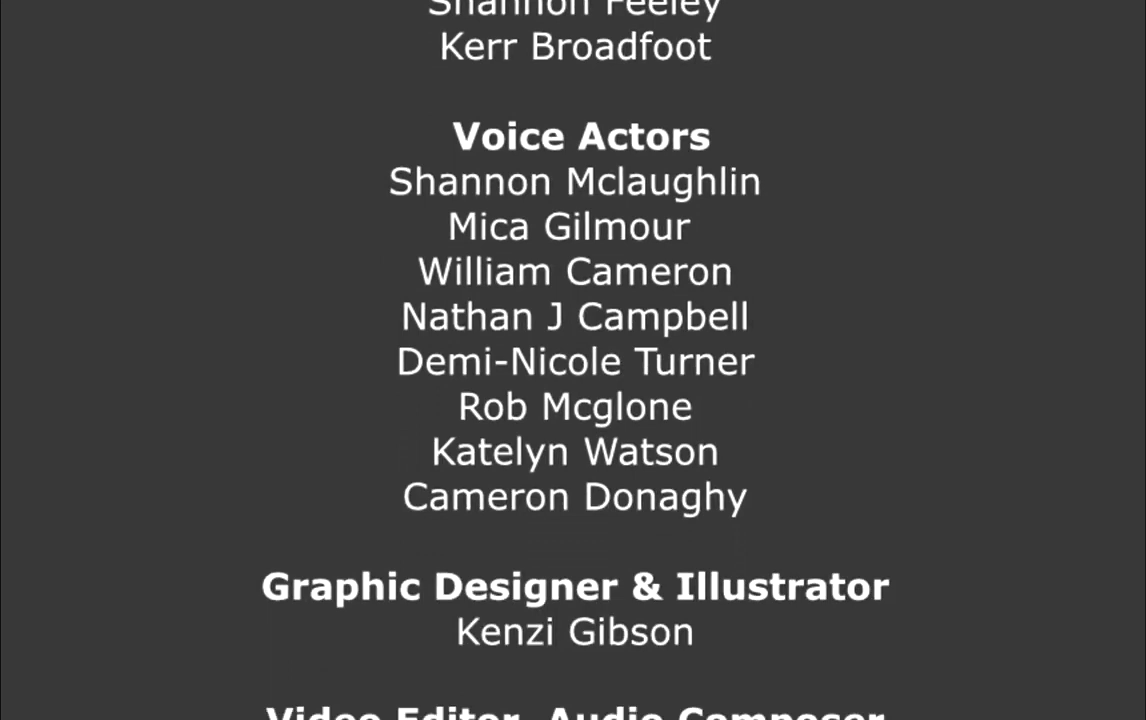 Shannon Feeley
Kerr Broadfoot
Voice Actors
Shannon Mclaughlin
Mica Gilmour
William Cameron
Nathan J Campbell
Demi-Nicole Turner
Rob Mcglone
Katelyn Watson
Cameron Donaghy
Graphic Designer & Illustrator
Kenzi Gibson
Video Editor, Audio Composer